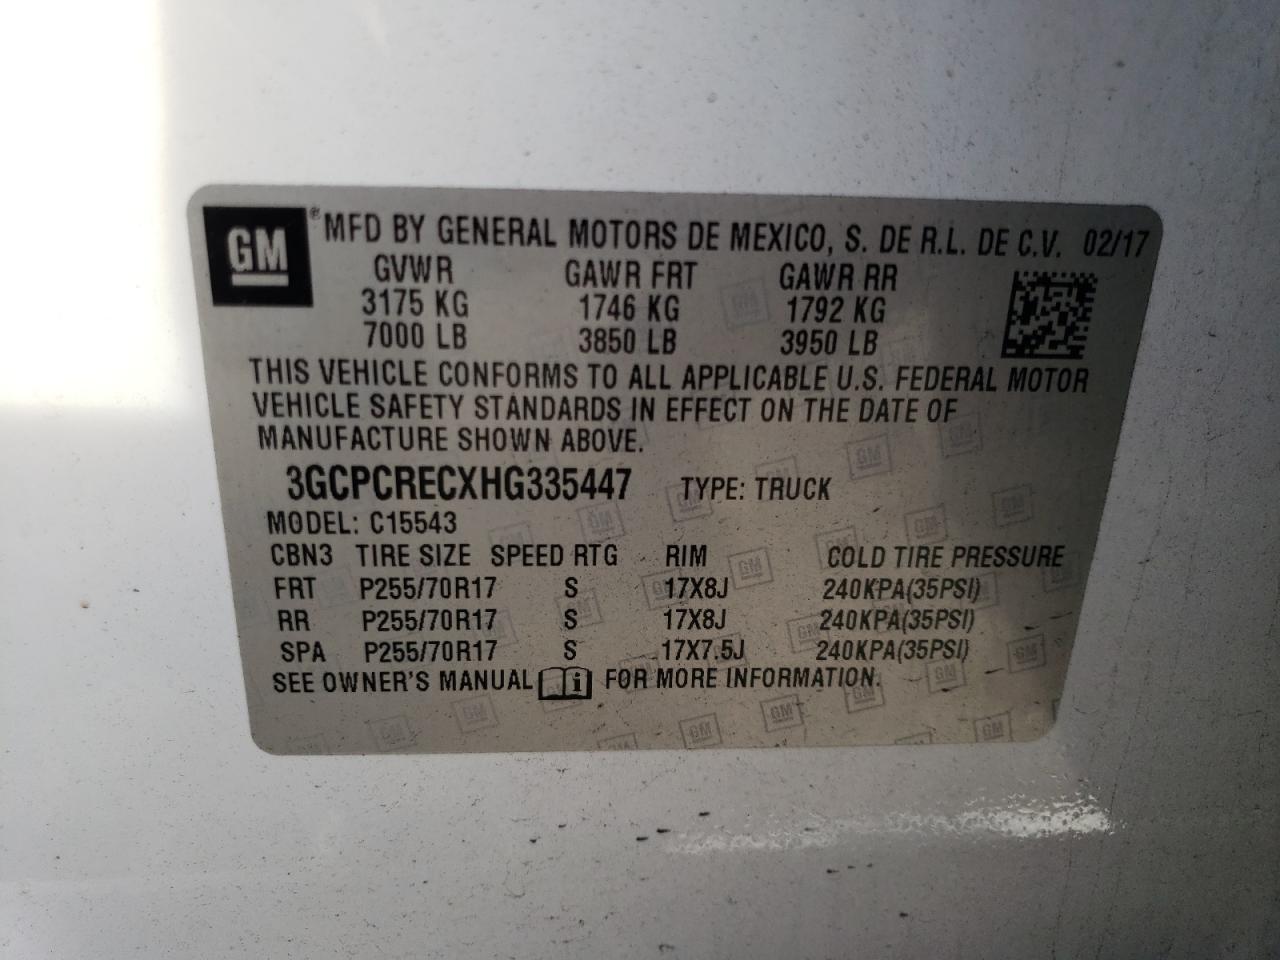 GM ® MFD BY GENERAL MOTORS DE MEXICO, S. DE R.L. DE C.V. 02/17
GVWR GAWR FRT GAWR RR
3175 KG 1746 KG 1792 KG
7000 LB 3850 LB 3950 LB
THIS VEHICLE CONFORMS TO ALL APPLICABLE U.S. FEDERAL MOTOR
VEHICLE SAFETY STANDARDS IN EFFECT ON THE DATE OF
MANUFACTURE SHOWN ABOVE.
3GCPCRECXHG335447 TYPE: TRUCK
MODEL: C15543
CBN3 TIRE SIZE SPEED RTG RIM COLD TIRE PRESSURE
FRT P255/70R17 S 17X8J 240KPA(35PSI)
RR P255/70R17 S 17X8J 240KPA(35PSI)
SPA P255/70R17 S 17X7.5J 240KPA(35PSI)
SEE OWNER'S MANUAL i FOR MORE INFORMATION.